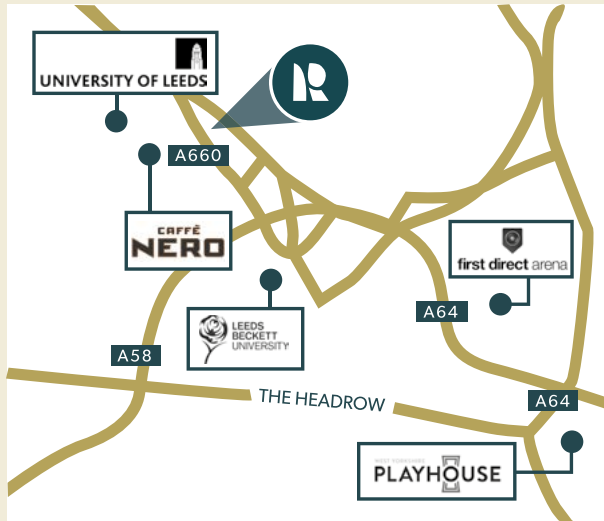 UNIVERSITY OF LEEDS
R
A660
CAFFÈ
NERO
first direct arena
A64
LEEDS
BECKETT
UNIVERSITY
A58
THE HEADROW
A64
WEST YORKSHIRE
PLAYHOUSE